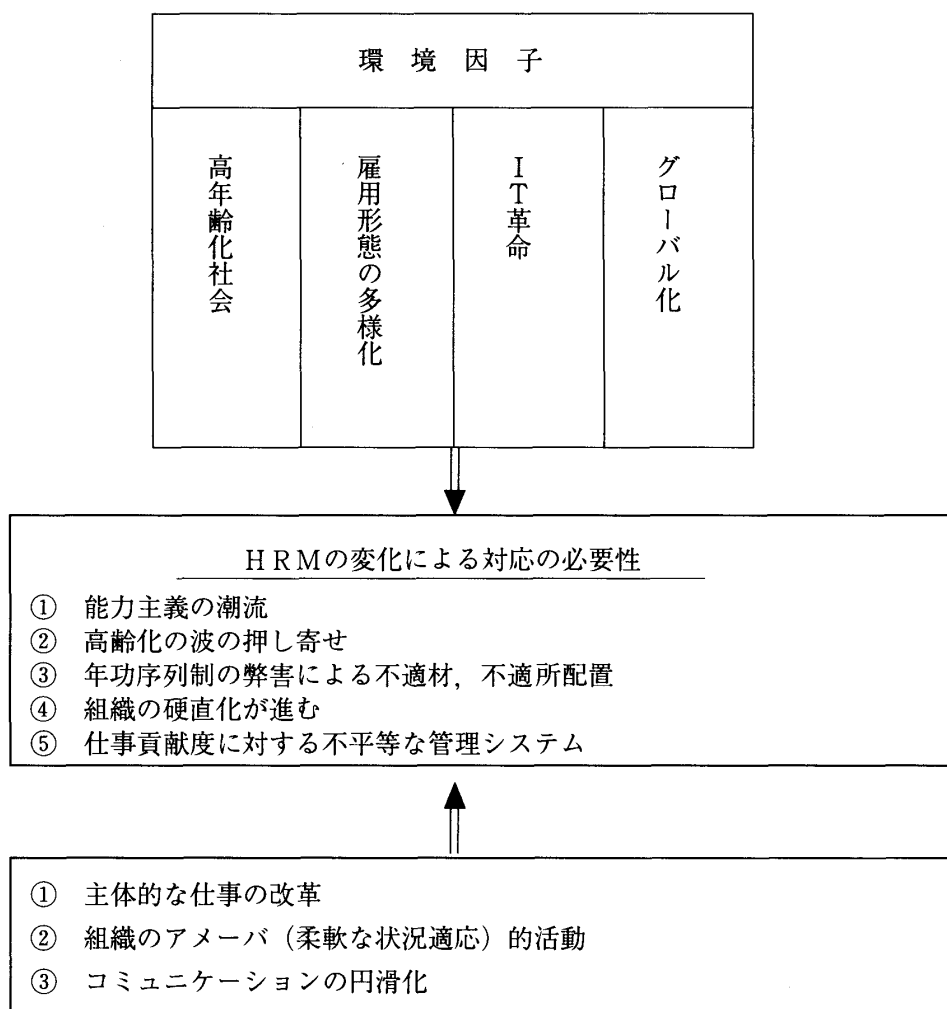 環境因子
高年齢化社会
雇用形態の多様化
IT革命
グローバル化
HRMの変化による対応の必要性
① 能力主義の潮流
② 高齢化の波の押し寄せ
③ 年功序列制の弊害による不適材，不適所配置
④ 組織の硬直化が進む
⑤ 仕事貢献度に対する不平等な管理システム
① 主体的な仕事の改革
② 組織のアメーバ（柔軟な状況適応）的活動
③ コミュニケーションの円滑化